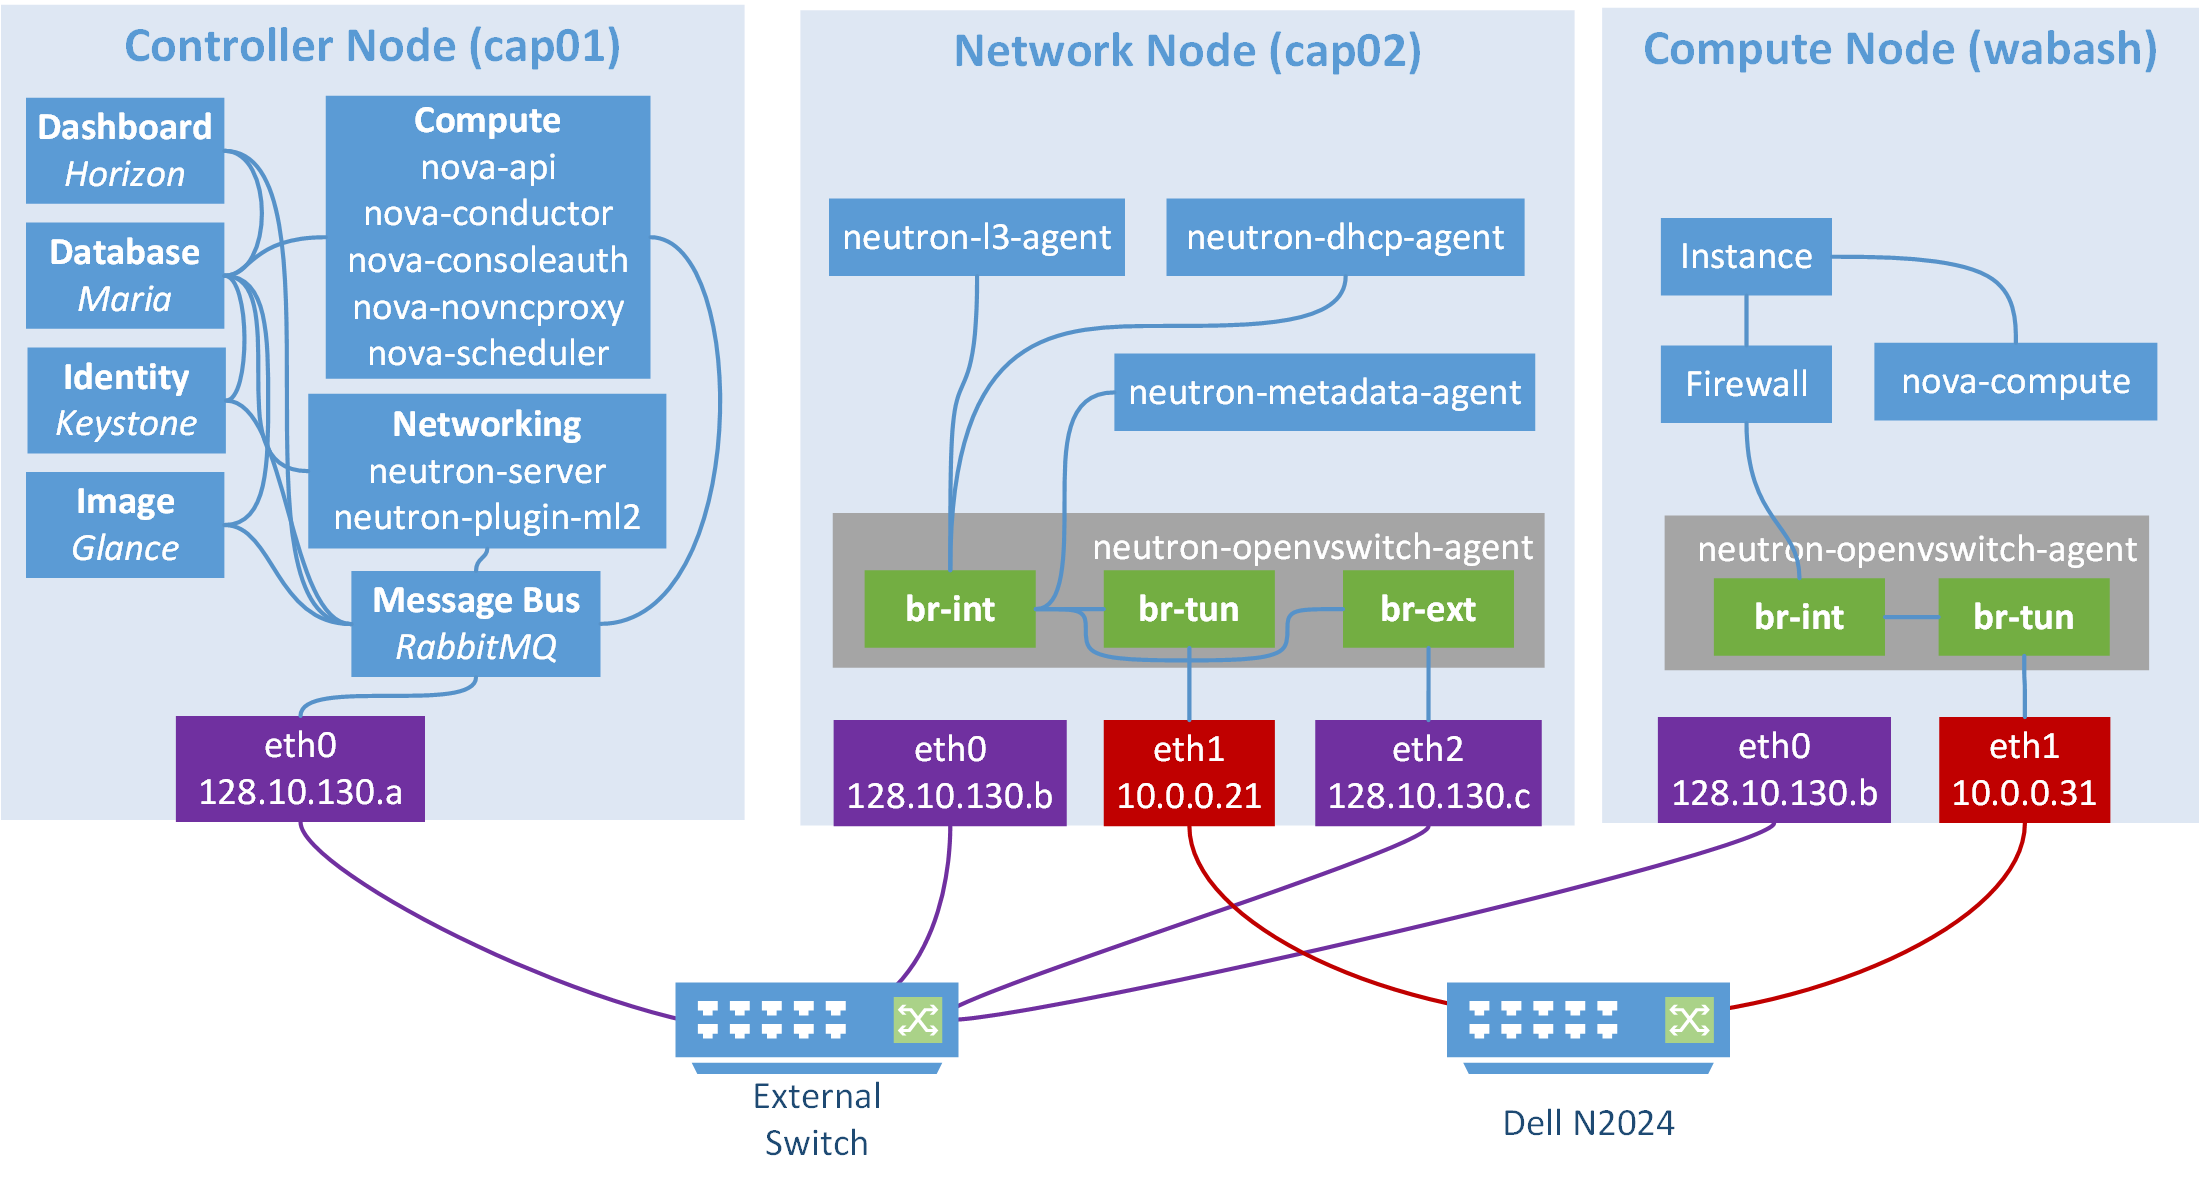 Controller Node (cap01)
Dashboard
Horizon
Database
Maria
Identity
Keystone
Image
Glance
Compute
nova-api
nova-conductor
nova-consoleauth
nova-novncproxy
nova-scheduler
Networking
neutron-server
neutron-plugin-ml2
Message Bus
RabbitMQ
eth0
128.10.130.a
Network Node (cap02)
neutron-l3-agent
neutron-dhcp-agent
neutron-metadata-agent
neutron-openvswitch-agent
br-int
br-tun
br-ext
eth0
128.10.130.b
eth1
10.0.0.21
eth2
128.10.130.c
Compute Node (wabash)
Instance
Firewall
nova-compute
neutron-openvswitch-agent
br-int
br-tun
eth0
128.10.130.b
eth1
10.0.0.31
External
Switch
Dell N2024